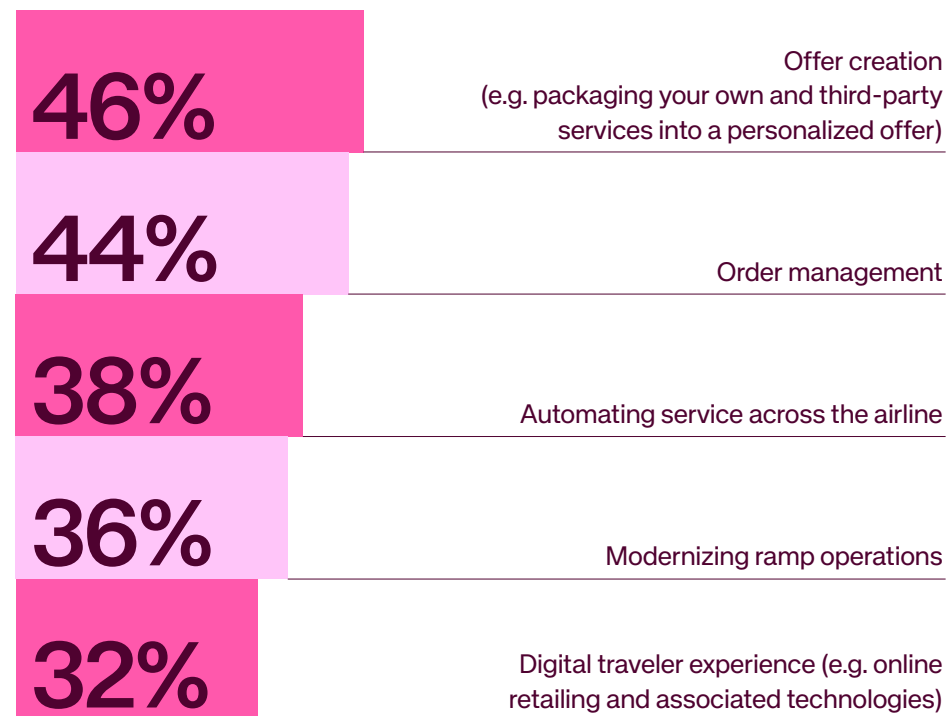 46%
Offer creation
(e.g. packaging your own and third-party
services into a personalized offer)
44%
Order management
38%
Automating service across the airline
36%
Modernizing ramp operations
32%
Digital traveler experience (e.g. online
retailing and associated technologies)